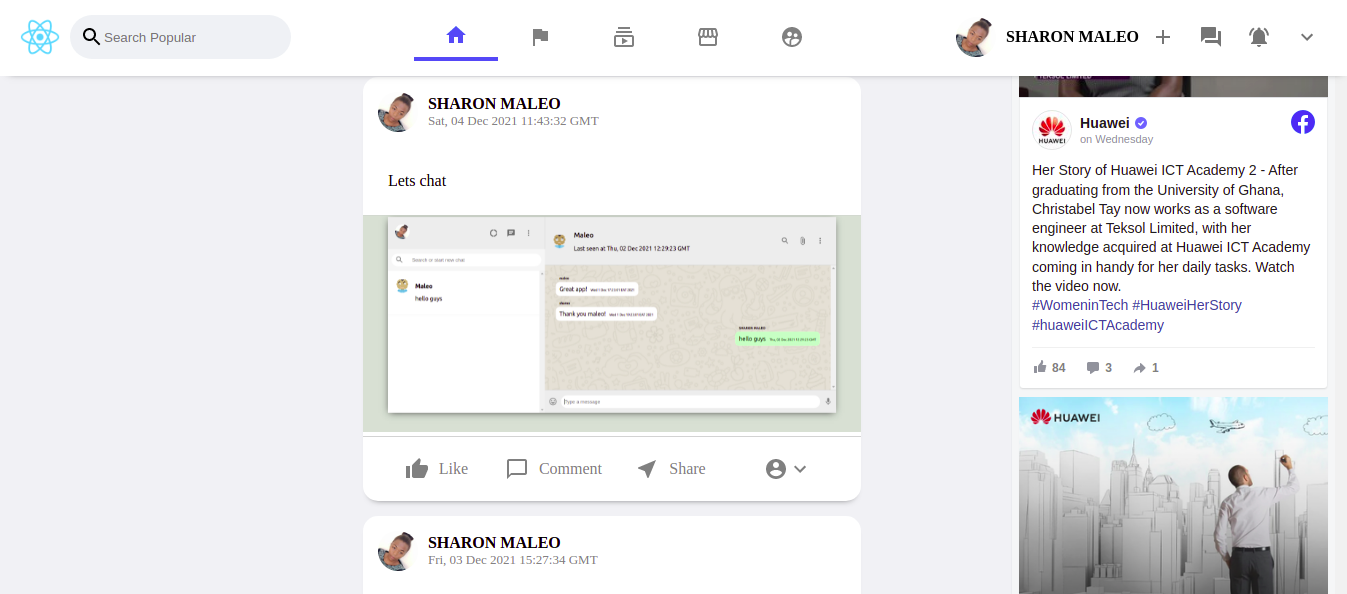 Search Popular
SHARON MALEO
SHARON MALEO
Sat, 04 Dec 2021 11:43:32 GMT
Lets chat
Maleo
Last seen at Thu, 02 Dec 2021 12:29:23 GMT
Search or start new chat
Maleo
hello guys
Great app!
Thank you maleo!
SHARON MALEO
hello guys
Type a message
Like
Comment
Share
SHARON MALEO
Fri, 03 Dec 2021 15:27:34 GMT
TEKSOL LIMITED
HUAWEI
Huawei
on Wednesday
Her Story of Huawei ICT Academy 2 - After
graduating from the University of Ghana,
Christabel Tay now works as a software
engineer at Teksol Limited, with her
knowledge acquired at Huawei ICT Academy
coming in handy for her daily tasks. Watch
the video now.
#WomeninTech #HuaweiHerStory
#huaweiICTAcademy
84 3 1
HUAWEI